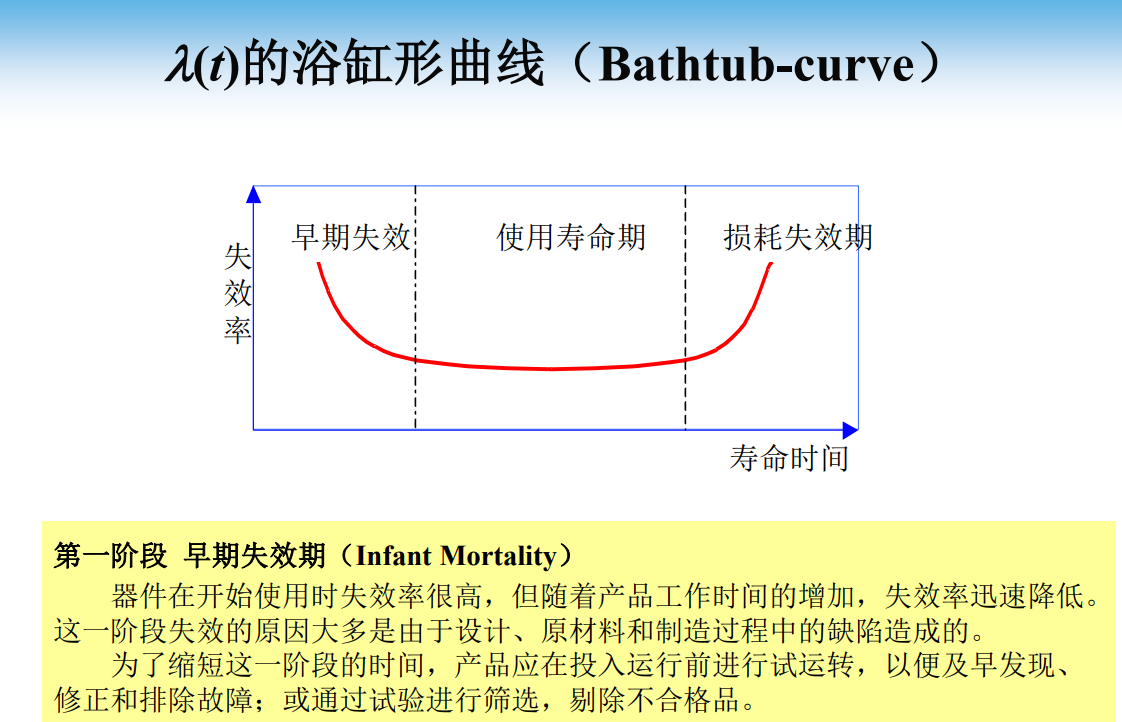 λ(t)的浴缸形曲线（Bathtub-curve）
早期失效
使用寿命期
损耗失效期
失效率
寿命时间
第一阶段 早期失效期（Infant Mortality）
器件在开始使用时失效率很高，但随着产品工作时间的增加，失效率迅速降低。
这一阶段失效的原因大多是由于设计、原材料和制造过程中的缺陷造成的。
为了缩短这一阶段的时间，产品应在投入运行前进行试运转，以便及早发现、
修正和排除故障；或通过试验进行筛选，剔除不合格品。